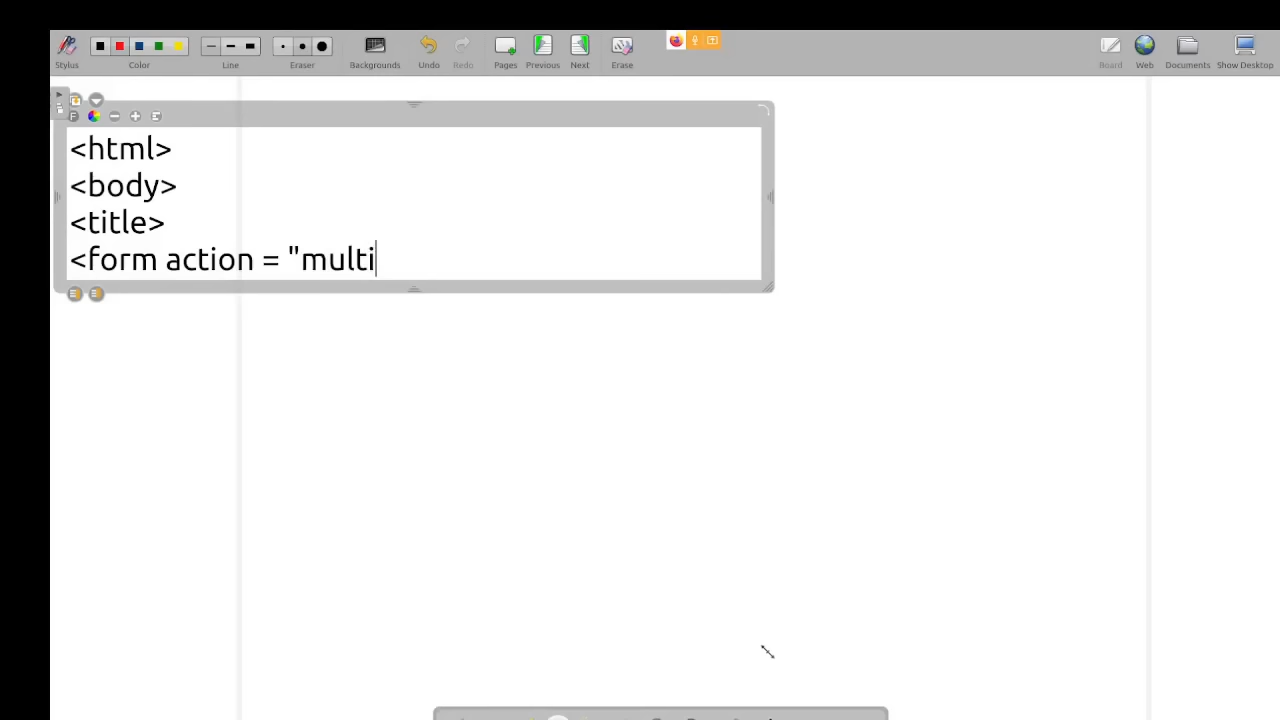 Stylus Color Line Eraser Backgrounds Undo Redo Pages Previous Next Erase Board Web Documents Show Desktop
<html>
<body>
<title>
<form action = "multi